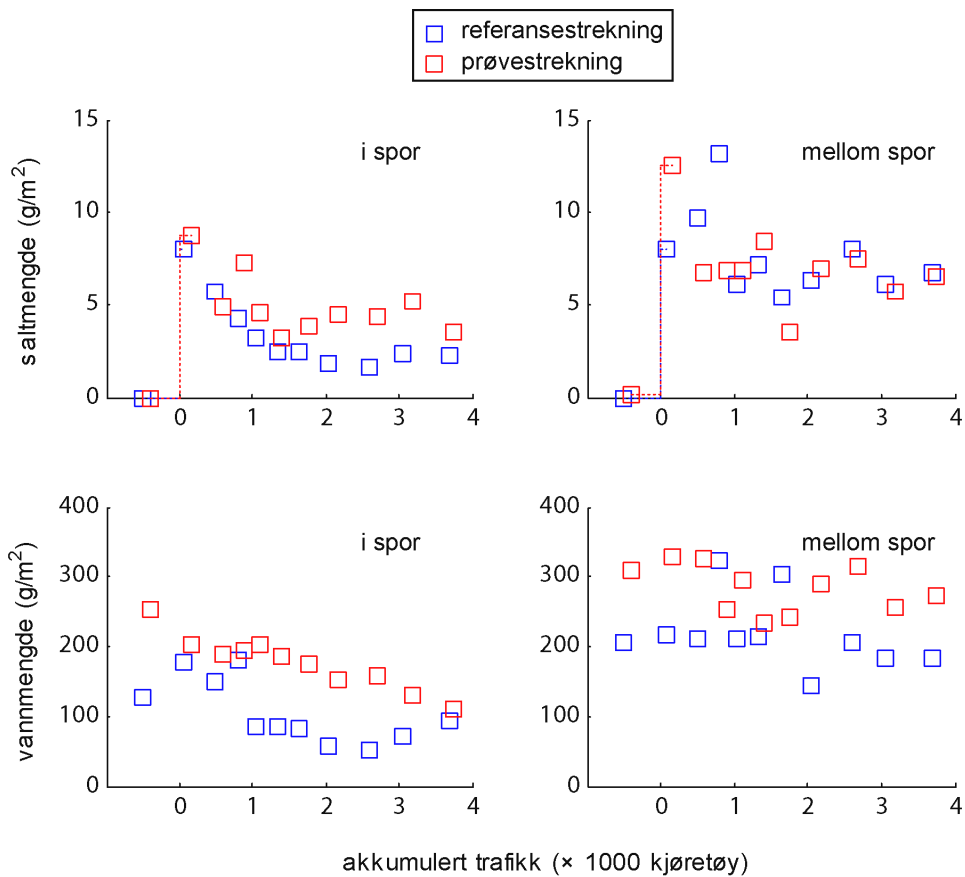 referansestrekning
prøvestrekning
saltmengde (g/m²)
15
10
5
0
i spor
0 1 2 3 4
15
10
5
0
mellom spor
0 1 2 3 4
vannmengde (g/m²)
400
300
200
100
0
i spor
0 1 2 3 4
400
300
200
100
0
mellom spor
0 1 2 3 4
akkumulert trafikk (× 1000 kjøretøy)